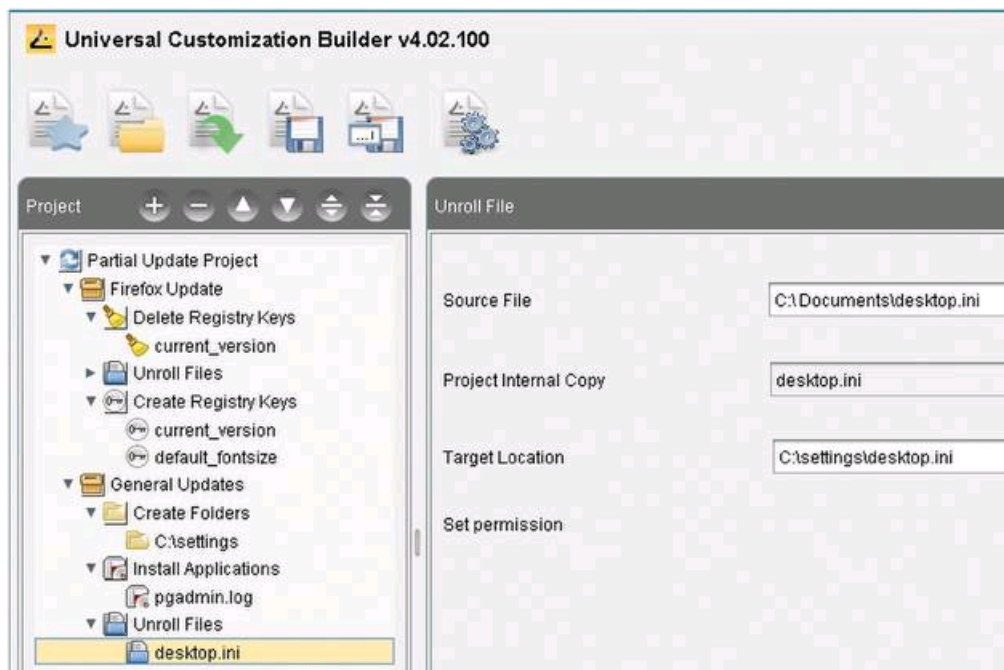 Universal Customization Builder v4.02.100
Project
Unroll File
Partial Update Project
Firefox Update
Delete Registry Keys
current_version
Unroll Files
Create Registry Keys
current_version
default_fontsize
General Updates
Create Folders
C:\settings
Install Applications
pgadmin.log
Unroll Files
desktop.ini
Source File
C:\Documents\desktop.ini
Project Internal Copy
desktop.ini
Target Location
C:\settings\desktop.ini
Set permission